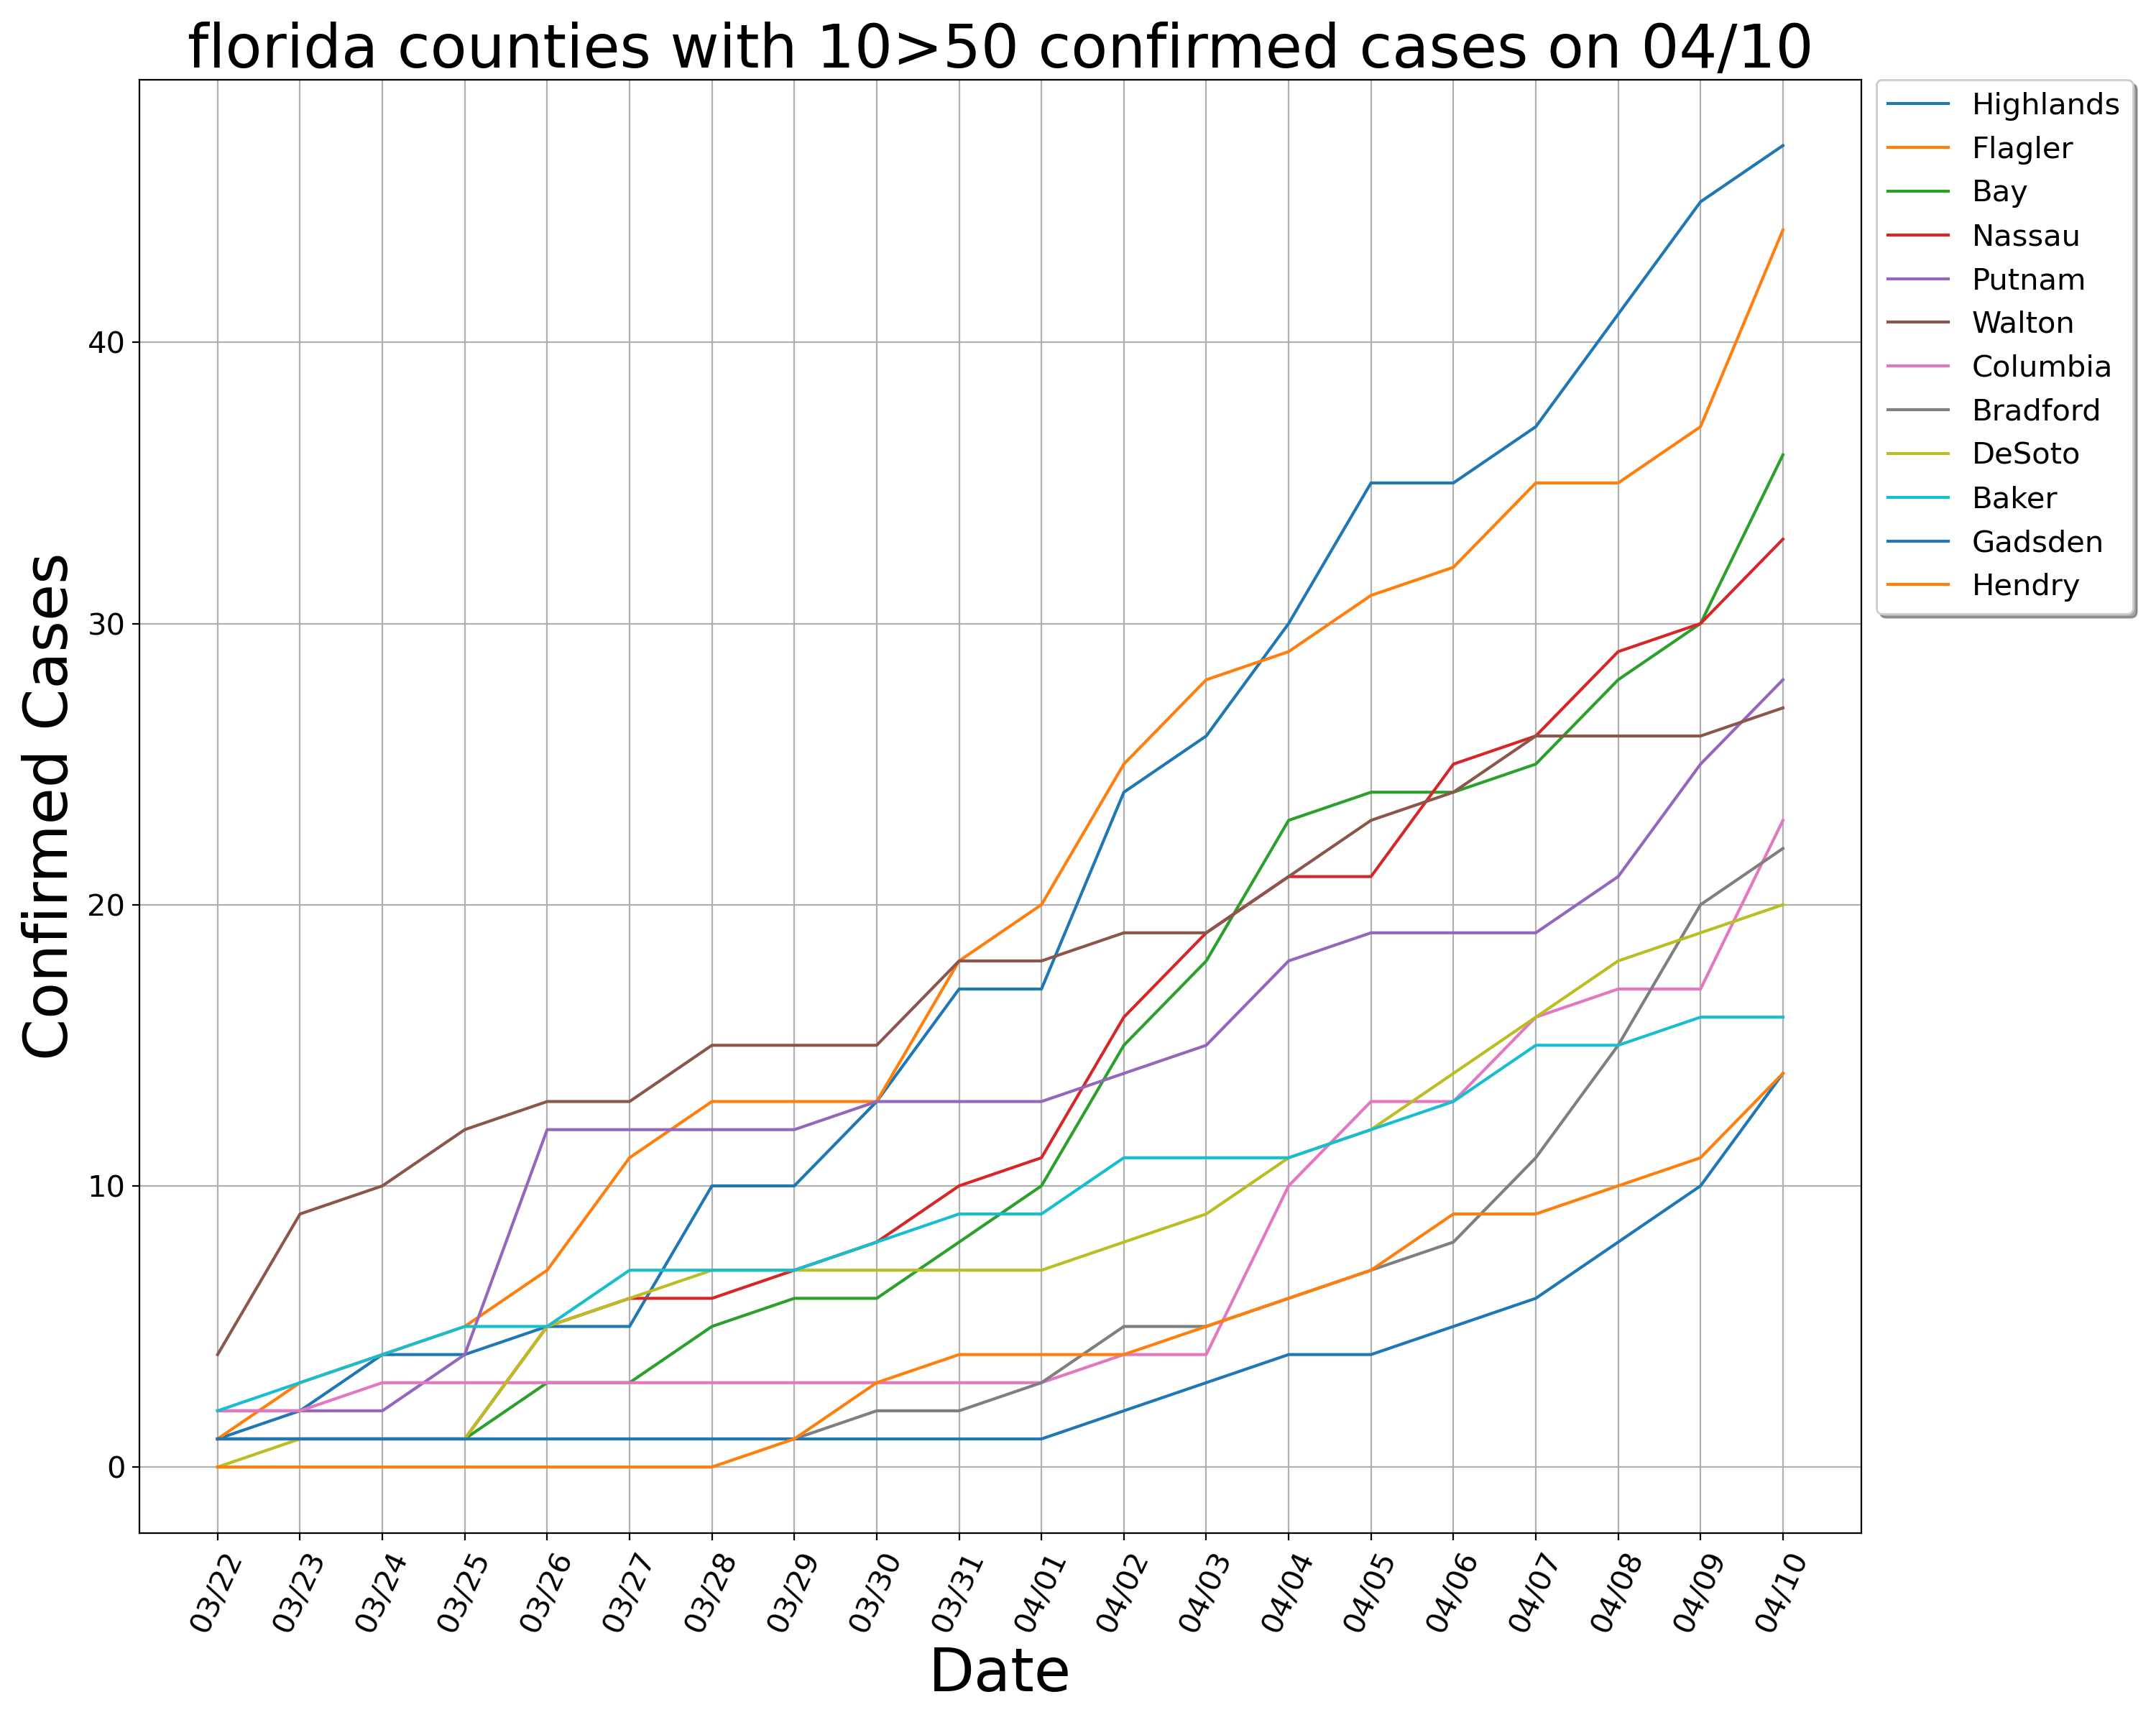 florida counties with 10>50 confirmed cases on 04/10
Highlands
Flagler
Bay
Nassau
Putnam
Walton
Columbia
Bradford
DeSoto
Baker
Gadsden
Hendry
Confirmed Cases
40
30
20
10
0
03/22
03/23
03/24
03/25
03/26
03/27
03/28
03/29
03/30
03/31
04/01
04/02
04/03
04/04
04/05
04/06
04/07
04/08
04/09
04/10
Date